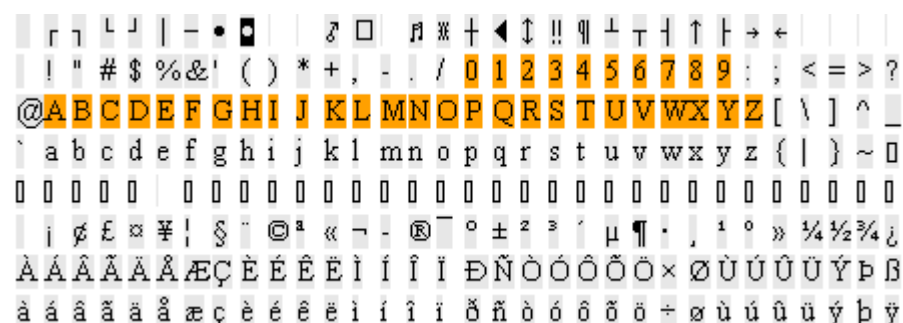 ┌ ┐ └ ┘ │ ─ • ◘ ♂ □ ♬ ┼ ◄ ↕ ‼ ¶ ┴ ┬ ┤ ↑ ├ → ←
! " # $ % & ' ( ) * + , - . / 0 1 2 3 4 5 6 7 8 9 : ; < = > ?
@ A B C D E F G H I J K L M N O P Q R S T U V W X Y Z [ \ ] ^ _
` a b c d e f g h i j k l m n o p q r s t u v w x y z { | } ~ ▯
▯ ▯ ▯ ▯ ▯ ▯ ▯ ▯ ▯ ▯ ▯ ▯ ▯ ▯ ▯ ▯ ▯ ▯ ▯ ▯ ▯ ▯ ▯ ▯ ▯ ▯ ▯ ▯ ▯ ▯ ▯
¡ ¢ £ ¤ ¥ ¦ § ¨ © ª « ¬ - ® ¯ ° ± ² ³ ´ µ ¶ · ¸ ¹ º » ¼ ½ ¾ ¿
À Á Â Ã Ä Å Æ Ç È É Ê Ë Ì Í Î Ï Ð Ñ Ò Ó Ô Õ Ö × Ø Ù Ú Û Ü Ý Þ ß
à á â ã ä å æ ç è é ê ë ì í î ï ð ñ ò ó ô õ ö ÷ ø ù ú û ü ý þ ÿ